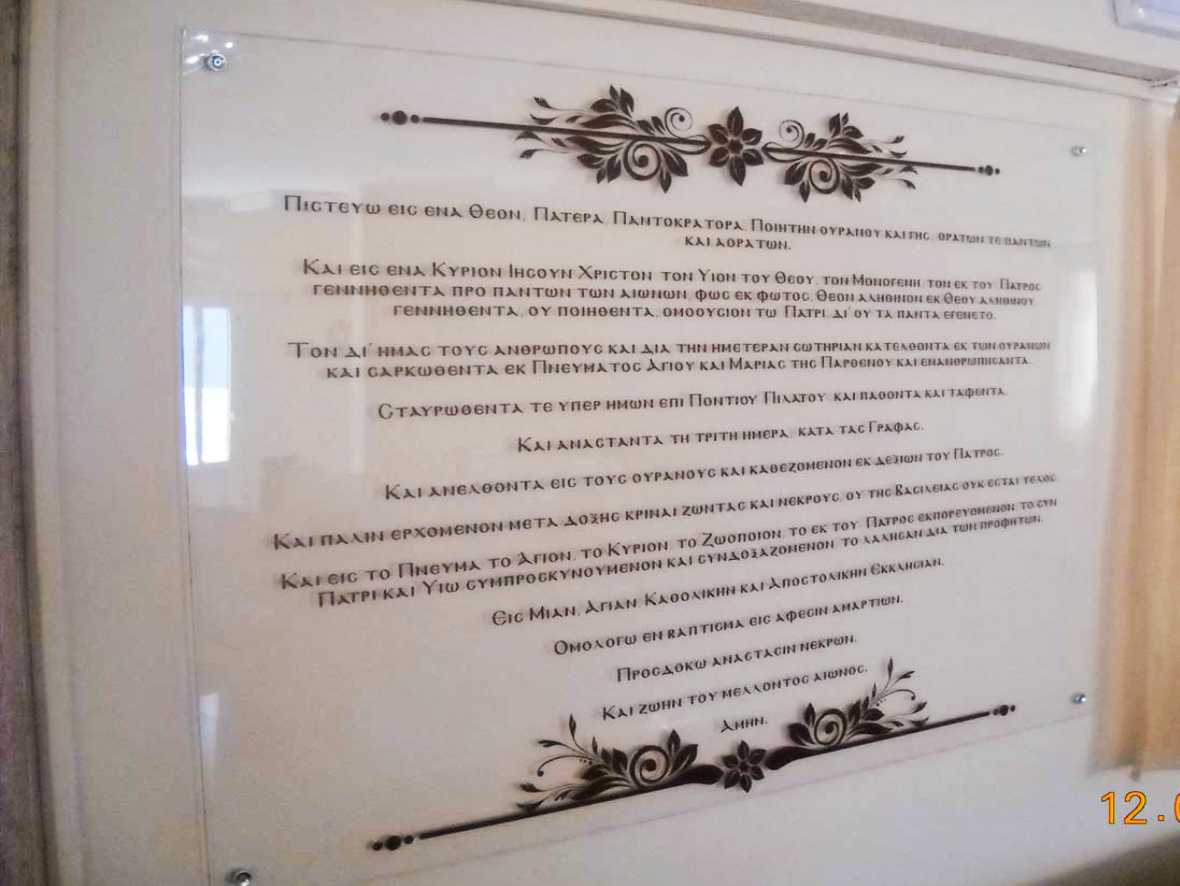 Πιστευω εις ενα Θεον, Πατερα, Παντοκρατορα, Ποιητην ουρανου και γης, ορατων τε παντων
και αορατων.
Και εις ενα Κυριον Ιησουν Χριστον τον Υιον του Θεου, τον Μονογενη, τον εκ του Πατρος
γεννηθεντα προ παντων των αιωνων, φως εκ φωτος, Θεον αληθινον εκ Θεου αληθινου
γεννηθεντα, ου ποιηθεντα, ομοουσιον τω Πατρι, δι' ου τα παντα εγενετο.
Τον δι' ημας τους ανθρωπους και δια την ημετεραν σωτηριαν κατελθοντα εκ των ουρανων
και σαρκωθεντα εκ Πνευματος Αγιου και Μαριας της Παρθενου και ενανθρωπησαντα.
Σταυρωθεντα τε υπερ ημων επι Ποντιου Πιλατου, και παθοντα και ταφεντα.
Και ανασταντα τη τριτη ημερα, κατα τας Γραφας.
Και ανελθοντα εις τους ουρανους και καθεζομενον εκ δεξιων του Πατρος.
Και παλιν ερχομενον μετα δοξης κριναι ζωντας και νεκρους, ου της Βασιλειας ουκ εσται τελος
Και εις το Πνευμα το Άγιον, το Κυριον, το Ζωοποιον, το εκ του Πατρος εκπορευομενον, το συν
Πατρι και Υιω συμπροσκυνουμενον και συνδοξαζομενον, το λαλησαν δια των προφητων.
Εις Μιαν, Αγιαν, Καθολικην και Αποστολικην Εκκλησιαν.
Ομολογω εν βαπτισμα εις αφεσιν αμαρτιων.
Προσδοκω αναστασιν νεκρων.
Και ζωην του μελλοντος αιωνος.
Αμην.